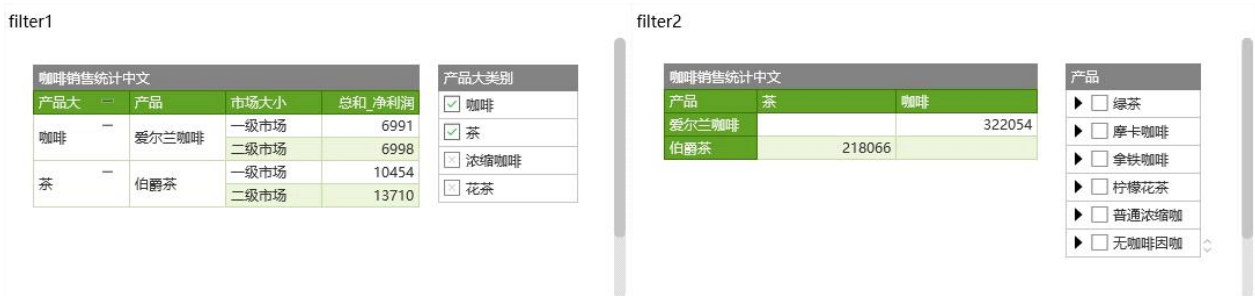 filter1
咖啡销售统计中文
产品大 产品 市场大小 总和_净利润
咖啡 爱尔兰咖啡 一级市场 6991
二级市场 6998
茶 伯爵茶 一级市场 10454
二级市场 13710
产品大类别
咖啡
茶
浓缩咖啡
花茶
filter2
咖啡销售统计中文
产品 茶 咖啡
爱尔兰咖啡 322054
伯爵茶 218066
产品
绿茶
摩卡咖啡
拿铁咖啡
柠檬花茶
普通浓缩咖
无咖啡因咖